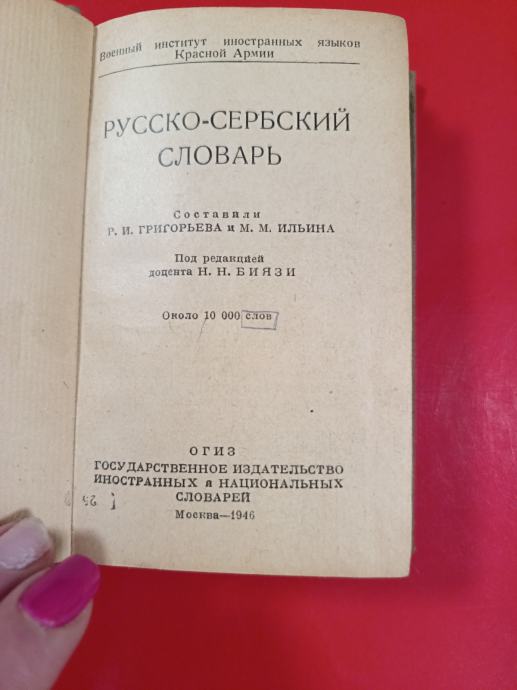 Военный институт иностранных языков
Красной Армии
РУССКО-СЕРБСКИЙ
СЛОВАРЬ
Составили
Р. И. ГРИГОРЬЕВА и М. М. ИЛЬИНА
Под редакцией
доцента Н. Н. БИЯЗИ
Около 10 000 слов
ОГИЗ
ГОСУДАРСТВЕННОЕ ИЗДАТЕЛЬСТВО
ИНОСТРАННЫХ и НАЦИОНАЛЬНЫХ
СЛОВАРЕЙ
Москва—1946